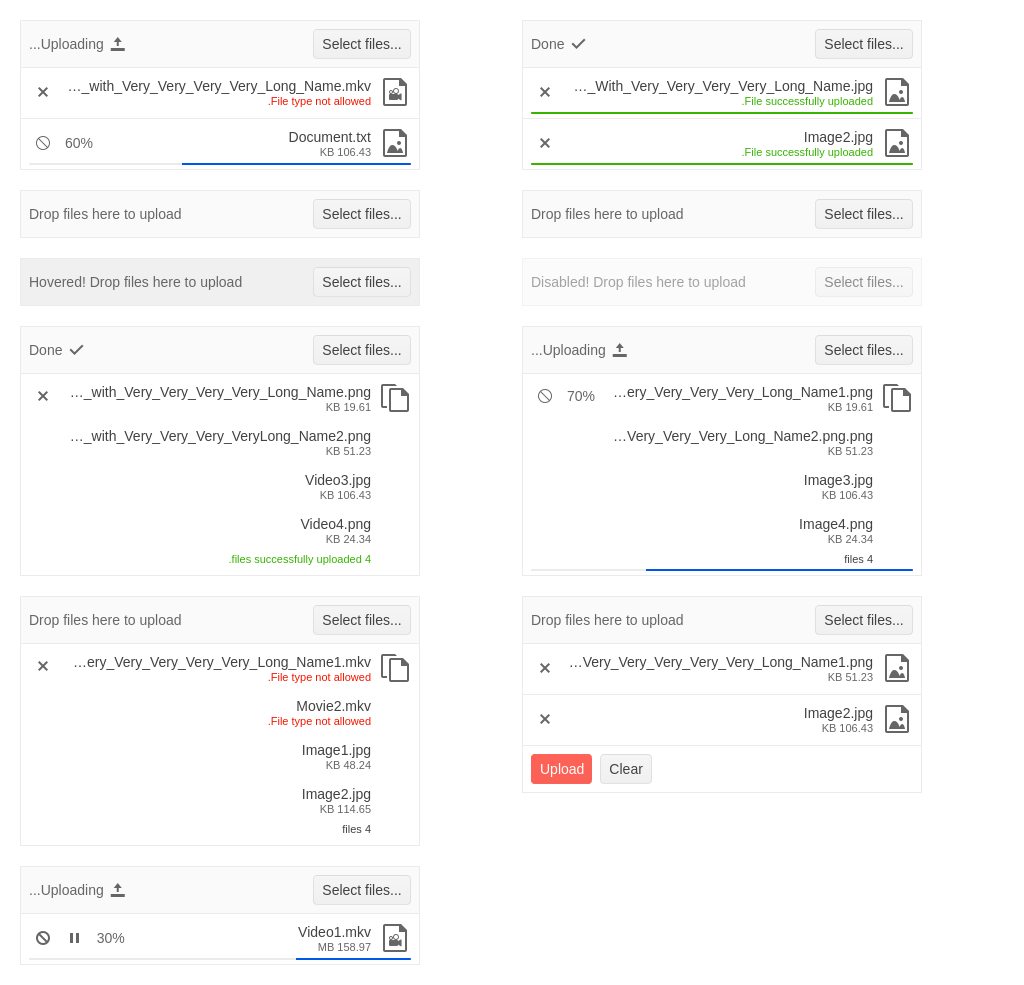 ...Uploading
Select files...
..._with_Very_Very_Very_Very_Long_Name.mkv
.File type not allowed
60%
Document.txt
KB 106.43
Drop files here to upload
Select files...
Hovered! Drop files here to upload
Select files...
Done
Select files...
..._with_Very_Very_Very_Very_Long_Name.png
KB 19.61
..._with_Very_Very_Very_VeryLong_Name2.png
KB 51.23
Video3.jpg
KB 106.43
Video4.png
KB 24.34
.files successfully uploaded 4
Drop files here to upload
Select files...
...ery_Very_Very_Very_Very_Long_Name1.mkv
.File type not allowed
Movie2.mkv
.File type not allowed
Image1.jpg
KB 48.24
Image2.jpg
KB 114.65
files 4
...Uploading
Select files...
30%
Video1.mkv
MB 158.97
Done
Select files...
..._With_Very_Very_Very_Very_Long_Name.jpg
.File successfully uploaded
Image2.jpg
.File successfully uploaded
Drop files here to upload
Select files...
Disabled! Drop files here to upload
Select files...
...Uploading
Select files...
70%
...ery_Very_Very_Very_Long_Name1.png
KB 19.61
...Very_Very_Very_Long_Name2.png.png
KB 51.23
Image3.jpg
KB 106.43
Image4.png
KB 24.34
files 4
Drop files here to upload
Select files...
...Very_Very_Very_Very_Very_Long_Name1.png
KB 51.23
Image2.jpg
KB 106.43
Upload
Clear